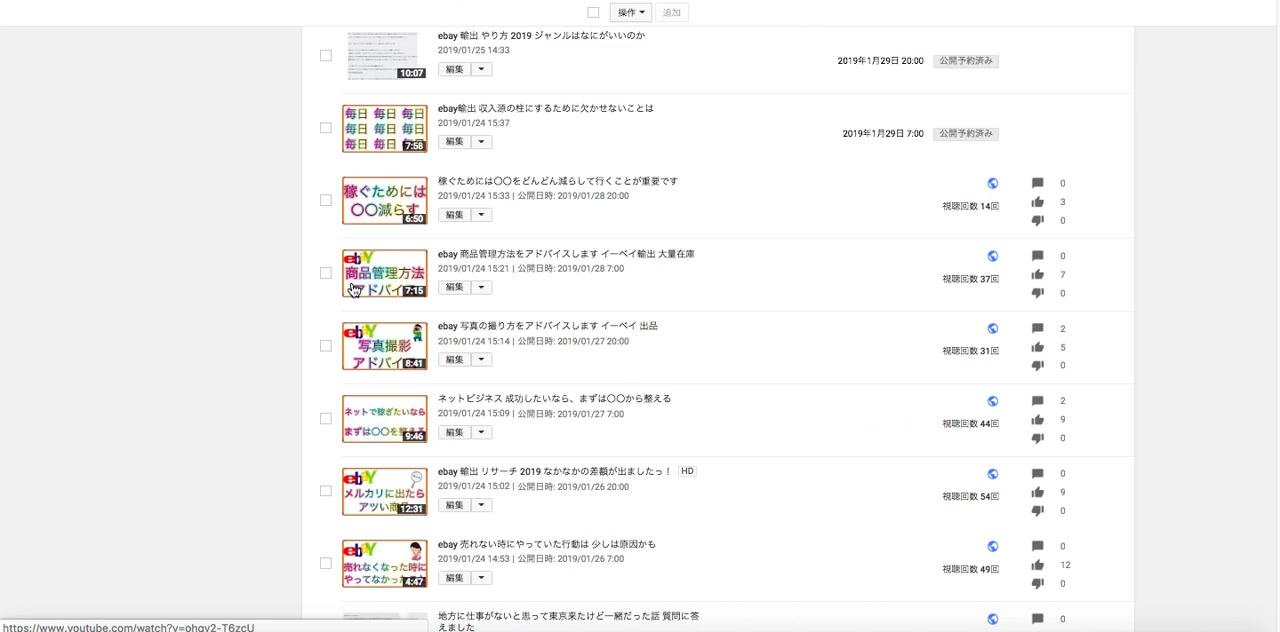 操作 追加
ebay 輸出 やり方 2019 ジャンルはなにがいいのか
2019/01/25 14:33
編集
10:07
2019年1月29日 20:00 公開予約済み
毎日 毎日 毎日
毎日 毎日 毎日
毎日 毎日 毎日
7:58
ebay輸出 収入源の柱にするために欠かせないことは
2019/01/24 15:37
編集
2019年1月29日 7:00 公開予約済み
稼ぐためには
〇〇減らす
6:50
稼ぐためには〇〇をどんどん減らして行くことが重要です
2019/01/24 15:33 | 公開日時: 2019/01/28 20:00
編集
視聴回数 14回
0
3
0
ebaY
商品管理方法
アドバイ
7:15
ebay 商品管理方法をアドバイスします イーベイ輸出 大量在庫
2019/01/24 15:21 | 公開日時: 2019/01/28 7:00
編集
視聴回数 37回
0
7
0
ebaY
写真撮影
アドバイ
8:41
ebay 写真の撮り方をアドバイスします イーベイ 出品
2019/01/24 15:14 | 公開日時: 2019/01/27 20:00
編集
視聴回数 31回
2
5
0
ネットで稼ぎたいなら
まずは〇〇を整える
9:46
ネットビジネス 成功したいなら、まずは〇〇から整える
2019/01/24 15:09 | 公開日時: 2019/01/27 7:00
編集
視聴回数 44回
2
9
0
ebaY
メルカリに出たら
アツい商
12:31
ebay 輸出 リサーチ 2019 なかなかの差額が出ましたっ！ HD
2019/01/24 15:02 | 公開日時: 2019/01/26 20:00
編集
視聴回数 54回
0
9
0
ebaY
売れなくなった時に
やってなかった
4:47
ebay 売れない時にやっていた行動は 少しは原因かも
2019/01/24 14:53 | 公開日時: 2019/01/26 7:00
編集
視聴回数 49回
0
12
0
地方に仕事がないと思って東京来たけど一緒だった話 質問に答
えました
0
https://www.youtube.com/watch?v=ohgv2-T6zcU